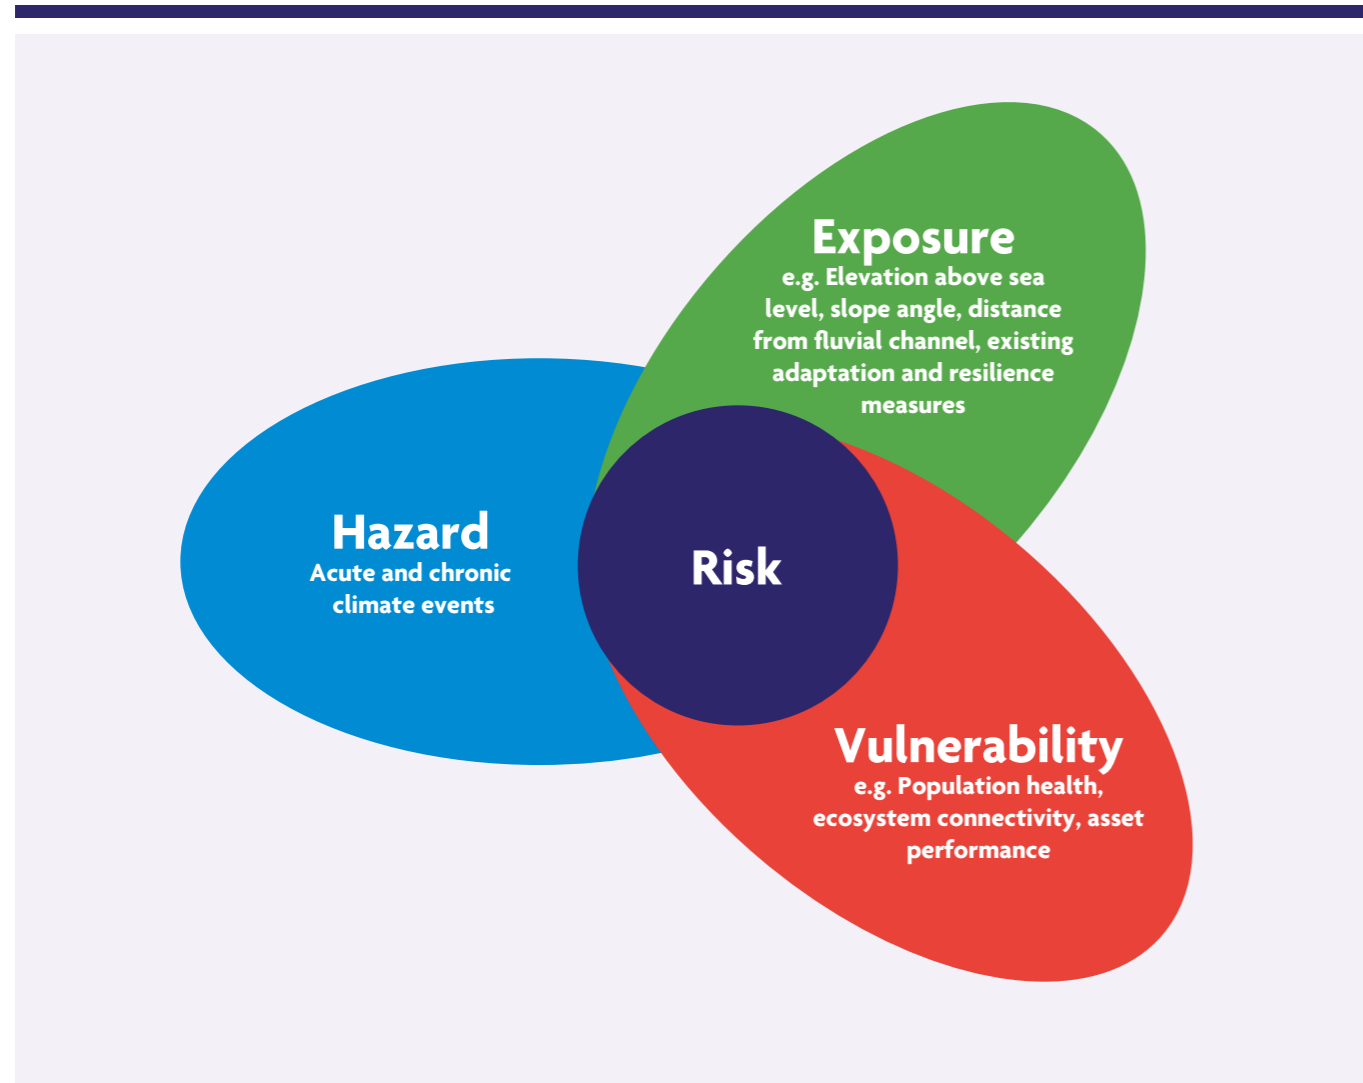 Exposure
e.g. Elevation above sea
level, slope angle, distance
from fluvial channel, existing
adaptation and resilience
measures
Hazard
Acute and chronic
climate events
Risk
Vulnerability
e.g. Population health,
ecosystem connectivity, asset
performance